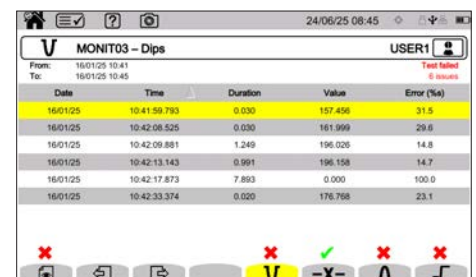 24/06/25 08:45
MONIT03 – Dips USER1
From: 16/01/25 10:41 Test failed
To: 16/01/25 10:45 6 issues
Date Time Duration Value Error (%s)
16/01/25 10:41:59.793 0.030 157.456 31.5
16/01/25 10:42:08.525 0.030 161.999 29.6
16/01/25 10:42:09.881 1.249 196.026 14.8
16/01/25 10:42:13.143 0.991 196.158 14.7
16/01/25 10:42:17.873 7.893 0.000 100.0
16/01/25 10:42:33.374 0.020 176.768 23.1